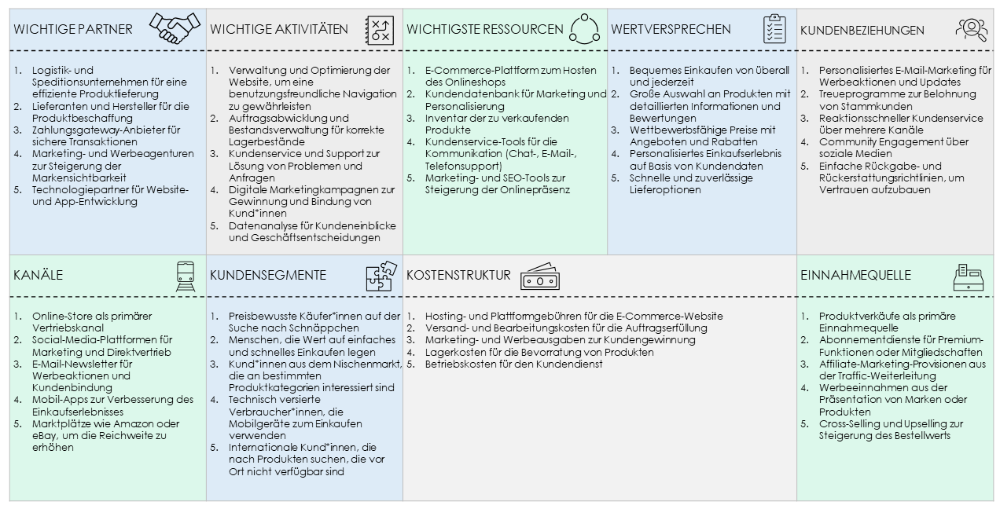 WICHTIGE PARTNER
1. Logistik- und
Speditionsunternehmen für eine
effiziente Produktlieferung
2. Lieferanten und Hersteller für die
Produktbeschaffung
3. Zahlungsgateway-Anbieter für
sichere Transaktionen
4. Marketing- und Werbeagenturen
zur Steigerung der
Markensichtbarkeit
5. Technologiepartner für Website-
und App-Entwicklung
WICHTIGE AKTIVITÄTEN
1. Verwaltung und Optimierung der
Website, um eine
benutzungsfreundliche Navigation
zu gewährleisten
2. Auftragsabwicklung und
Bestandsverwaltung für korrekte
Lagerbestände
3. Kundenservice und Support zur
Lösung von Problemen und
Anfragen
4. Digitale Marketingkampagnen zur
Gewinnung und Bindung von
Kund*innen
5. Datenanalyse für Kundeneinblicke
und Geschäftsentscheidungen
WICHTIGSTE RESSOURCEN
1. E-Commerce-Plattform zum Hosten
des Onlineshops
2. Kundendatenbank für Marketing und
Personalisierung
3. Inventar der zu verkaufenden
Produkte
4. Kundenservice-Tools für die
Kommunikation (Chat-, E-Mail-,
Telefonsupport)
5. Marketing- und SEO-Tools zur
Steigerung der Onlinepräsenz
WERTVERSPRECHEN
1. Bequemes Einkaufen von überall
und jederzeit
2. Große Auswahl an Produkten mit
detaillierten Informationen und
Bewertungen
3. Wettbewerbsfähige Preise mit
Angeboten und Rabatten
4. Personalisiertes Einkaufserlebnis
auf Basis von Kundendaten
5. Schnelle und zuverlässige
Lieferoptionen
KUNDENBEZIEHUNGEN
1. Personalisiertes E-Mail-Marketing für
Werbeaktionen und Updates
2. Treueprogramme zur Belohnung
von Stammkunden
3. Reaktionsschneller Kundenservice
über mehrere Kanäle
4. Community Engagement über
soziale Medien
5. Einfache Rückgabe- und
Rückerstattungsrichtlinien, um
Vertrauen aufzubauen
KANÄLE
1. Online-Store als primärer
Vertriebskanal
2. Social-Media-Plattformen für
Marketing und Direktvertrieb
3. E-Mail-Newsletter für
Werbeaktionen und
Kundenbindung
4. Mobil-Apps zur Verbesserung des
Einkaufserlebnisses
5. Marktplätze wie Amazon oder
eBay, um die Reichweite zu
erhöhen
KUNDENSEGMENTE
1. Preisbewusste Käufer*innen auf der
Suche nach Schnäppchen
2. Menschen, die Wert auf einfaches
und schnelles Einkaufen legen
3. Kund*innen aus dem Nischenmarkt,
die an bestimmten
Produktkategorien interessiert sind
4. Technisch versierte
Verbraucher*innen, die
Mobilgeräte zum Einkaufen
verwenden
5. Internationale Kund*innen, die
nach Produkten suchen, die vor
Ort nicht verfügbar sind
KOSTENSTRUKTUR
1. Hosting- und Plattformgebühren für die E-Commerce-Website
2. Versand- und Bearbeitungskosten für die Auftragserfüllung
3. Marketing- und Werbeausgaben zur Kundengewinnung
4. Lagerkosten für die Bevorratung von Produkten
5. Betriebskosten für den Kundendienst
EINNAHMEQUELLE
1. Produktverkäufe als primäre
Einnahmequelle
2. Abonnementdienste für Premium-
Funktionen oder Mitgliedschaften
3. Affiliate-Marketing-Provisionen aus
der Traffic-Weiterleitung
4. Werbeeinnahmen aus der
Präsentation von Marken oder
Produkten
5. Cross-Selling und Upselling zur
Steigerung des Bestellwerts